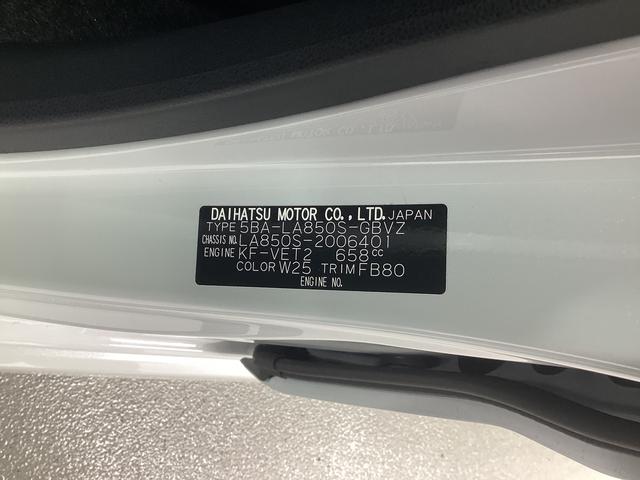 DAIHATSU MOTOR CO., LTD. JAPAN
TYPE 5BA-LA850S-GBVZ
CHASSIS NO. LA850S-2006401
ENGINE KF-VET2 658cc
COLOR W25 TRIM FB80
ENGINE NO.